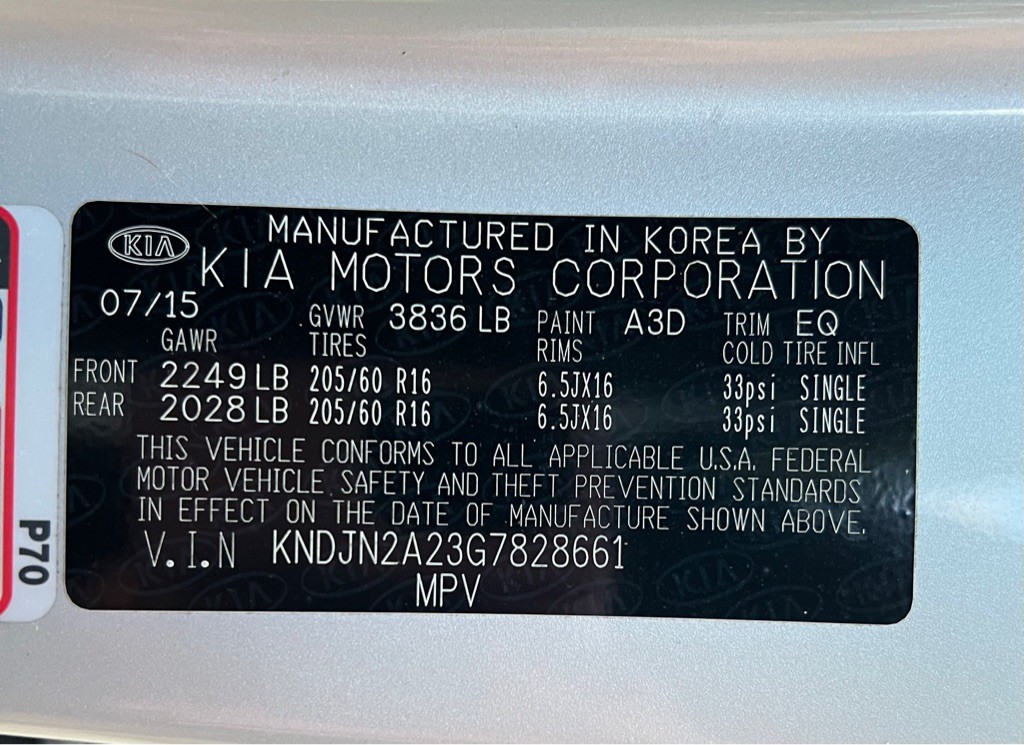 KIA MANUFACTURED IN KOREA BY
KIA MOTORS CORPORATION
07/15 GVWR 3836 LB PAINT A3D TRIM EQ
GAWR TIRES RIMS COLD TIRE INFL
FRONT 2249 LB 205/60 R16 6.5JX16 33psi SINGLE
REAR 2028 LB 205/60 R16 6.5JX16 33psi SINGLE
THIS VEHICLE CONFORMS TO ALL APPLICABLE U.S.A. FEDERAL
MOTOR VEHICLE SAFETY AND THEFT PREVENTION STANDARDS
IN EFFECT ON THE DATE OF MANUFACTURE SHOWN ABOVE.
V.I.N KNDJN2A23G7828661
MPV
P70